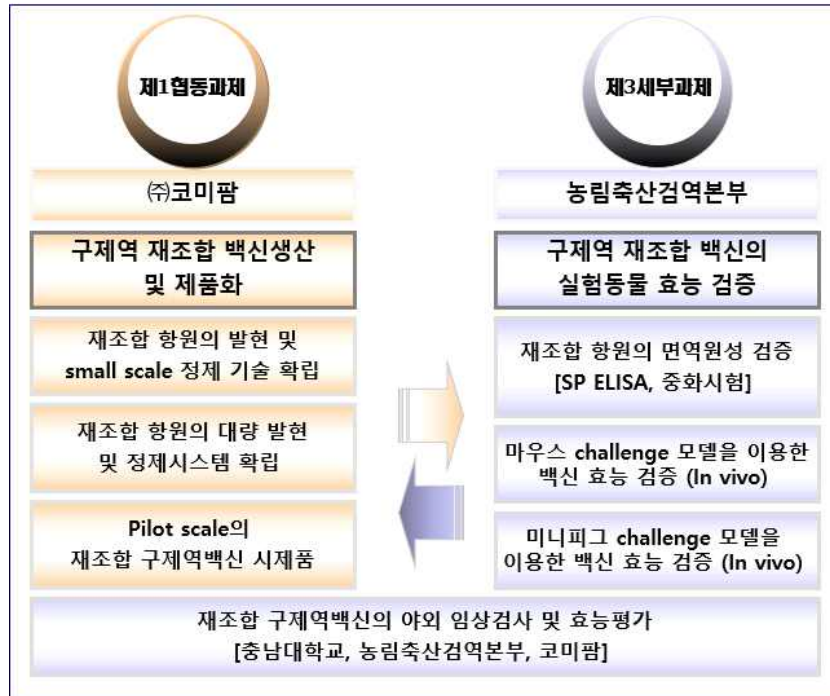 제1협동과제
㈜코미팜
구제역 재조합 백신생산
및 제품화
재조합 항원의 발현 및
small scale 정제 기술 확립
재조합 항원의 대량 발현
및 정제시스템 확립
Pilot scale의
재조합 구제역백신 시제품
제3세부과제
농림축산검역본부
구제역 재조합 백신의
실험동물 효능 검증
재조합 항원의 면역원성 검증
[SP ELISA, 중화시험]
마우스 challenge 모델을 이용한
백신 효능 검증 (In vivo)
미니피그 challenge 모델을
이용한 백신 효능 검증 (In vivo)
재조합 구제역백신의 야외 임상검사 및 효능평가
[충남대학교, 농림축산검역본부, 코미팜]